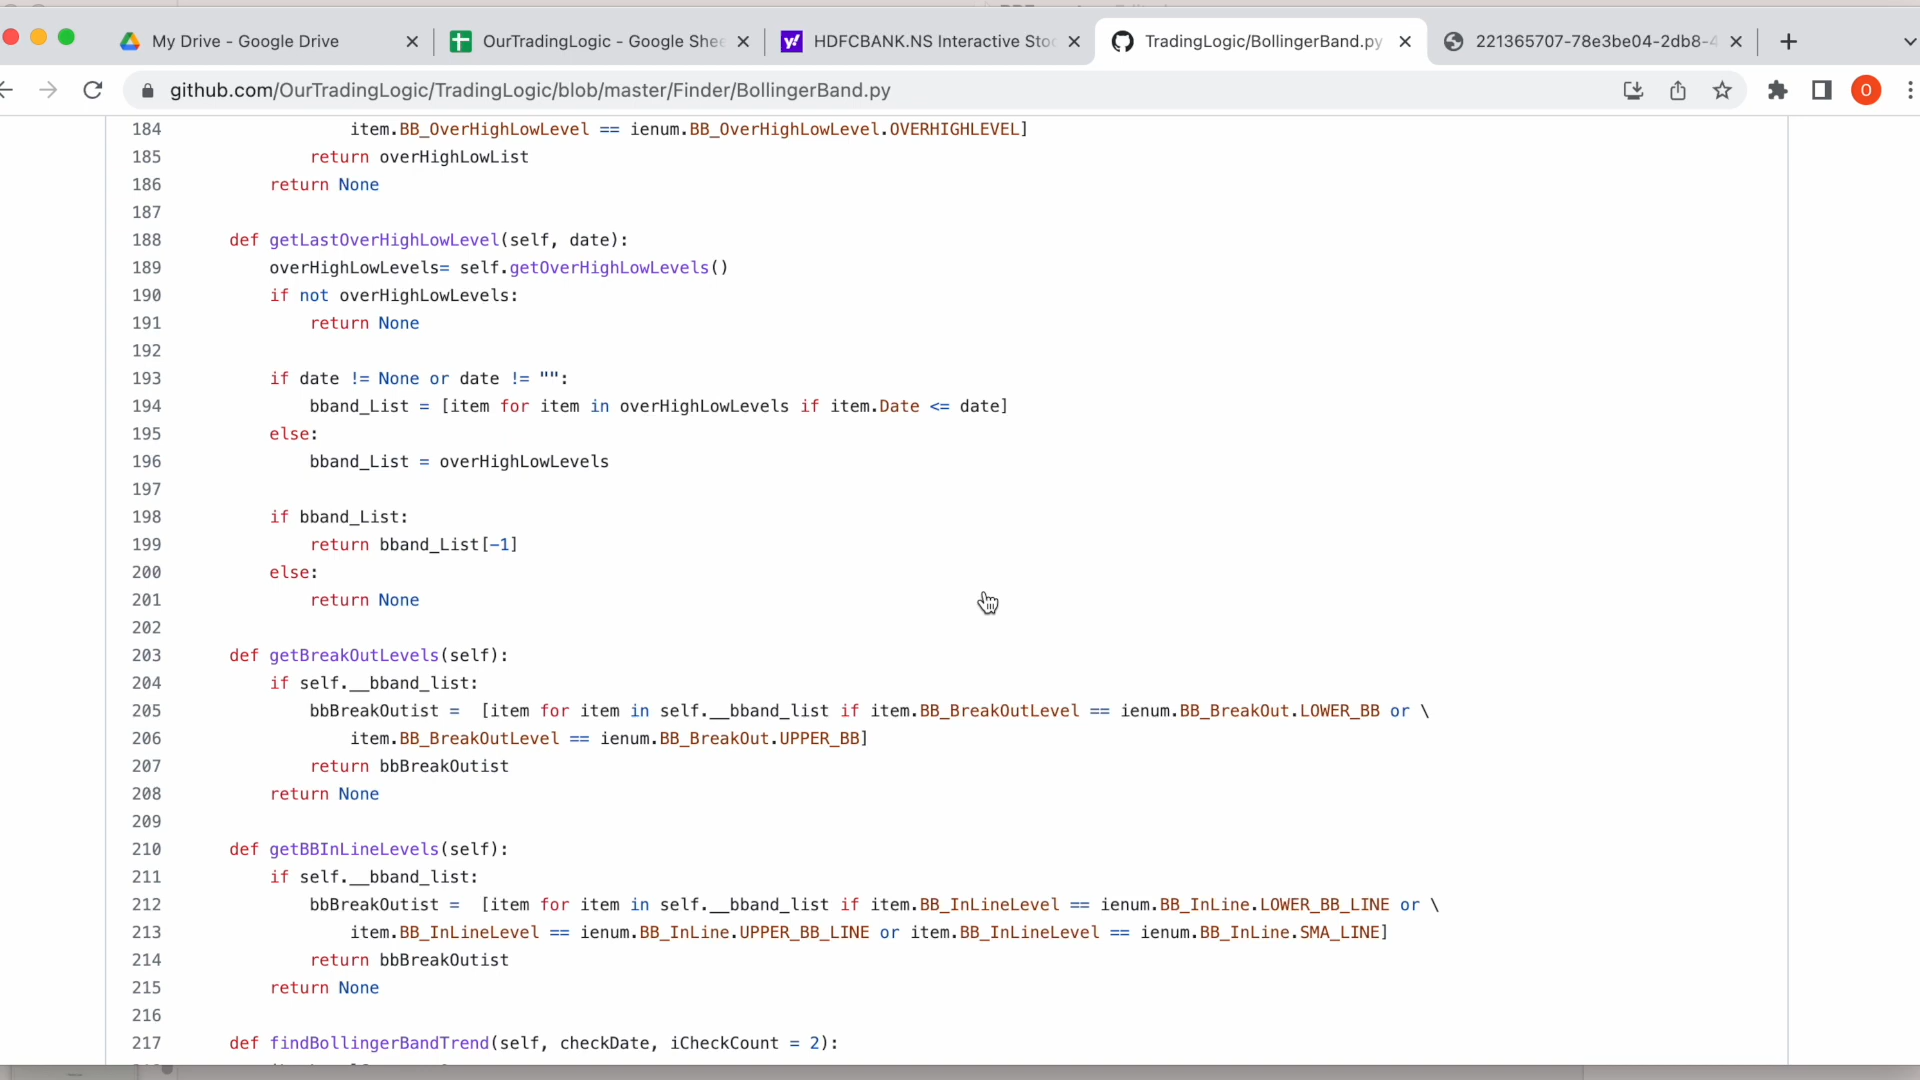 My Drive - Google Drive
OurTradingLogic - Google Shee
HDFCBANK.NS Interactive Stoc
TradingLogic/BollingerBand.py
221365707-78e3be04-2db8-4
github.com/OurTradingLogic/TradingLogic/blob/master/Finder/BollingerBand.py
O
184 item.BB_OverHighLowLevel == ienum.BB_OverHighLowLevel.OVERHIGHLEVEL]
185 return overHighLowList
186 return None
187
188 def getLastOverHighLowLevel(self, date):
189 overHighLowLevels= self.getOverHighLowLevels()
190 if not overHighLowLevels:
191 return None
192
193 if date != None or date != "":
194 bband_List = [item for item in overHighLowLevels if item.Date <= date]
195 else:
196 bband_List = overHighLowLevels
197
198 if bband_List:
199 return bband_List[-1]
200 else:
201 return None
202
203 def getBreakOutLevels(self):
204 if self.__bband_list:
205 bbBreakOutist =  [item for item in self.__bband_list if item.BB_BreakOutLevel == ienum.BB_BreakOut.LOWER_BB or \
206 item.BB_BreakOutLevel == ienum.BB_BreakOut.UPPER_BB]
207 return bbBreakOutist
208 return None
209
210 def getBBInLineLevels(self):
211 if self.__bband_list:
212 bbBreakOutist =  [item for item in self.__bband_list if item.BB_InLineLevel == ienum.BB_InLine.LOWER_BB_LINE or \
213 item.BB_InLineLevel == ienum.BB_InLine.UPPER_BB_LINE or item.BB_InLineLevel == ienum.BB_InLine.SMA_LINE]
214 return bbBreakOutist
215 return None
216
217 def findBollingerBandTrend(self, checkDate, iCheckCount = 2):